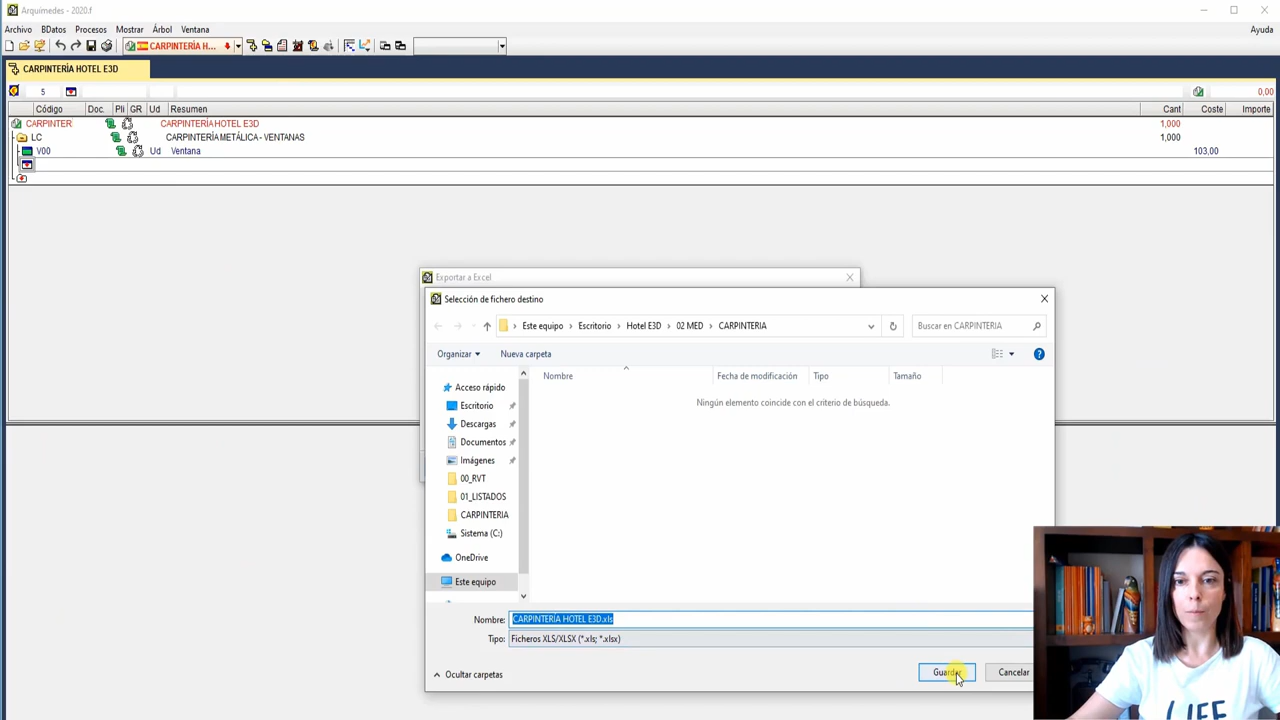 Arquímedes - 2020.f
Archivo BDatos Procesos Mostrar Árbol Ventana Ayuda
CARPINTERÍA H...
CARPINTERÍA HOTEL E3D
5 0,00
Código Doc. Pli GR Ud Resumen Cant Coste Importe
CARPINTER CARPINTERÍA HOTEL E3D 1,000
LC CARPINTERÍA METÁLICA - VENTANAS 1,000
V00 Ud Ventana 103,00
Exportar a Excel
Selección de fichero destino
Este equipo > Escritorio > Hotel E3D > 02 MED > CARPINTERIA
Buscar en CARPINTERIA
Organizar Nueva carpeta
Nombre Fecha de modificación Tipo Tamaño
Ningún elemento coincide con el criterio de búsqueda.
Acceso rápido
Escritorio
Descargas
Documentos
Imágenes
00_RVT
01_LISTADOS
CARPINTERIA
Sistema (C:)
OneDrive
Este equipo
Nombre: CARPINTERÍA HOTEL E3D.xls
Tipo: Ficheros XLS/XLSX (*.xls; *.xlsx)
Ocultar carpetas Guardar Cancelar
LIFE